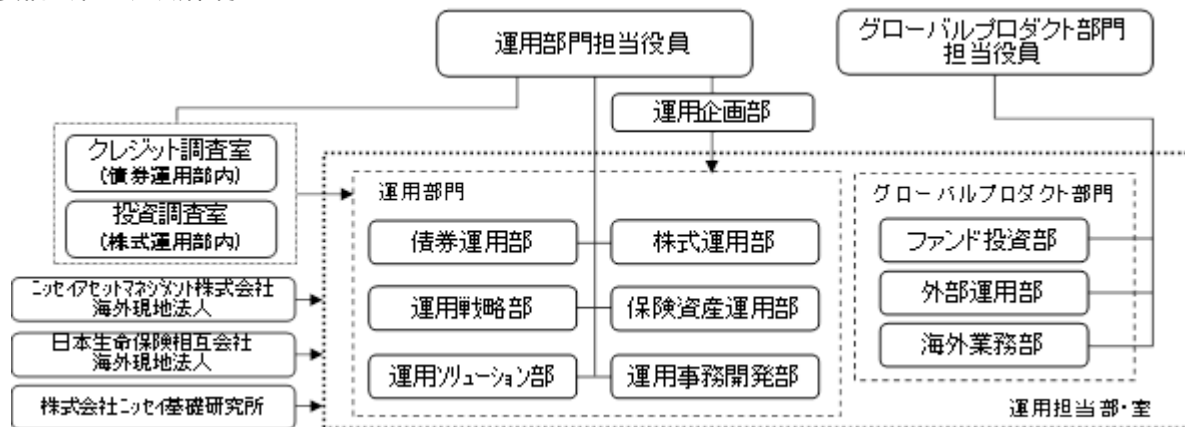 運用部門担当役員
グローバルプロダクト部門
担当役員
運用企画部
クレジット調査室
(債券運用部内)
投資調査室
(株式運用部内)
運用部門
グローバルプロダクト部門
債券運用部
株式運用部
ファンド投資部
運用戦略部
保険資産運用部
外部運用部
運用ソリューション部
運用事務開発部
海外業務部
ニッセイアセットマネジメント株式会社
海外現地法人
日本生命保険相互会社
海外現地法人
株式会社ニッセイ基礎研究所
運用担当部・室